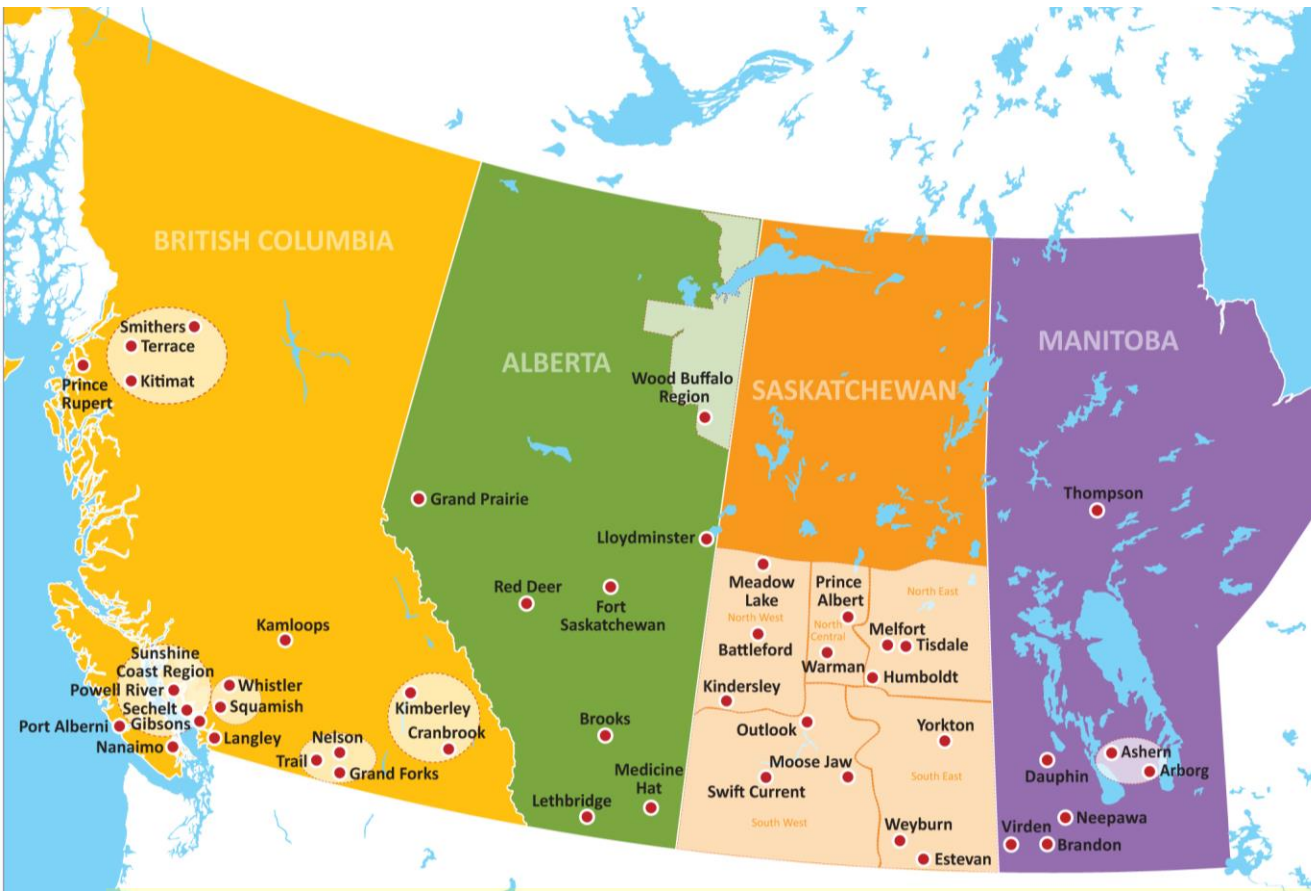 BRITISH COLUMBIA
Smithers
Terrace
Kitimat
Prince
Rupert
Kamloops
Sunshine
Coast Region
Powell River
Sechelt
Gibsons
Port Alberni
Nanaimo
Whistler
Squamish
Langley
Nelson
Trail
Grand Forks
Kimberley
Cranbrook
ALBERTA
Wood Buffalo
Region
Grand Prairie
Lloydminster
Red Deer
Fort
Saskatchewan
Brooks
Medicine
Hat
Lethbridge
SASKATCHEWAN
Meadow
Lake
North West
Battleford
Kindersley
Prince
Albert
North
Central
Warman
North East
Melfort
Tisdale
Humboldt
Outlook
Moose Jaw
Swift Current
South West
Yorkton
South East
Weyburn
Estevan
MANITOBA
Thompson
Ashern
Arborg
Dauphin
Neepawa
Virden
Brandon